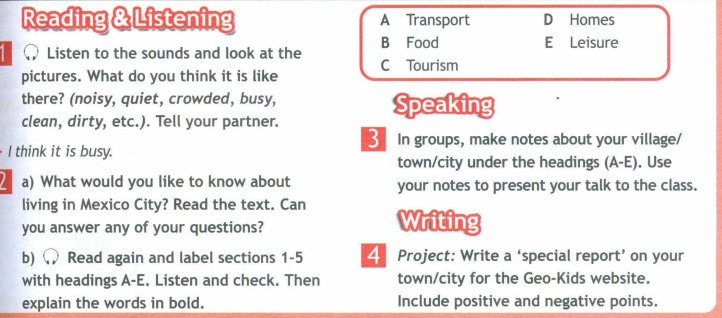 Reading & Listening
1 Listen to the sounds and look at the
pictures. What do you think it is like
there? (noisy, quiet, crowded, busy,
clean, dirty, etc.). Tell your partner.
I think it is busy.
2 a) What would you like to know about
living in Mexico City? Read the text. Can
you answer any of your questions?
b) Read again and label sections 1-5
with headings A-E. Listen and check. Then
explain the words in bold.
A Transport D Homes
B Food E Leisure
C Tourism
Speaking
3 In groups, make notes about your village/
town/city under the headings (A-E). Use
your notes to present your talk to the class.
Writing
4 Project: Write a ‘special report’ on your
town/city for the Geo-Kids website.
Include positive and negative points.